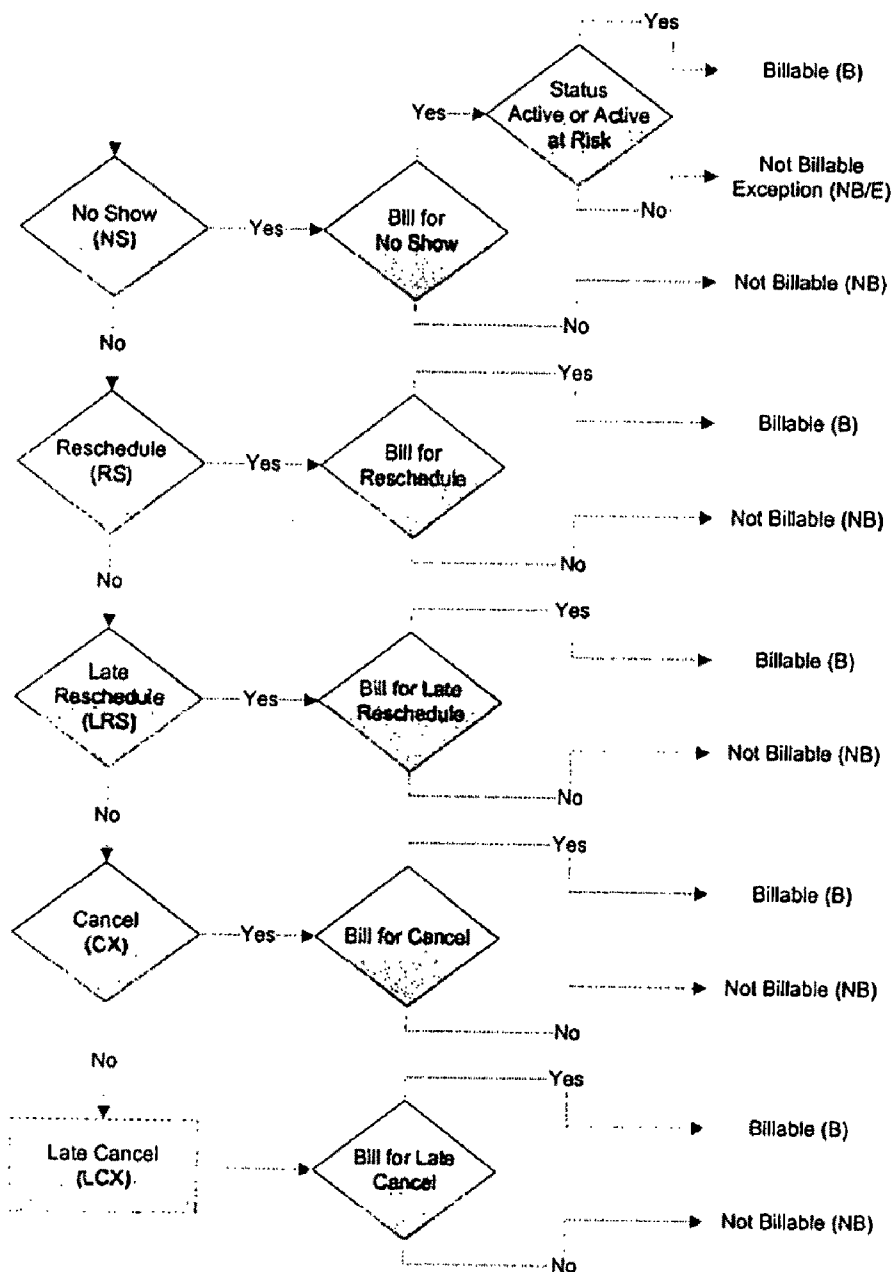 Yes
Billable (B)
Status
Active or Active
at Risk
Yes
Not Billable
Exception (NB/E)
No
No Show
(NS)
Yes
Bill for
No Show
Not Billable (NB)
No
No
Yes
Billable (B)
Reschedule
(RS)
Yes
Bill for
Reschedule
Not Billable (NB)
No
No
Yes
Billable (B)
Late
Reschedule
(LRS)
Yes
Bill for Late
Reschedule
Not Billable (NB)
No
No
Yes
Billable (B)
Cancel
(CX)
Yes
Bill for Cancel
Not Billable (NB)
No
No
Yes
Billable (B)
Late Cancel
(LCX)
Bill for Late
Cancel
Not Billable (NB)
No